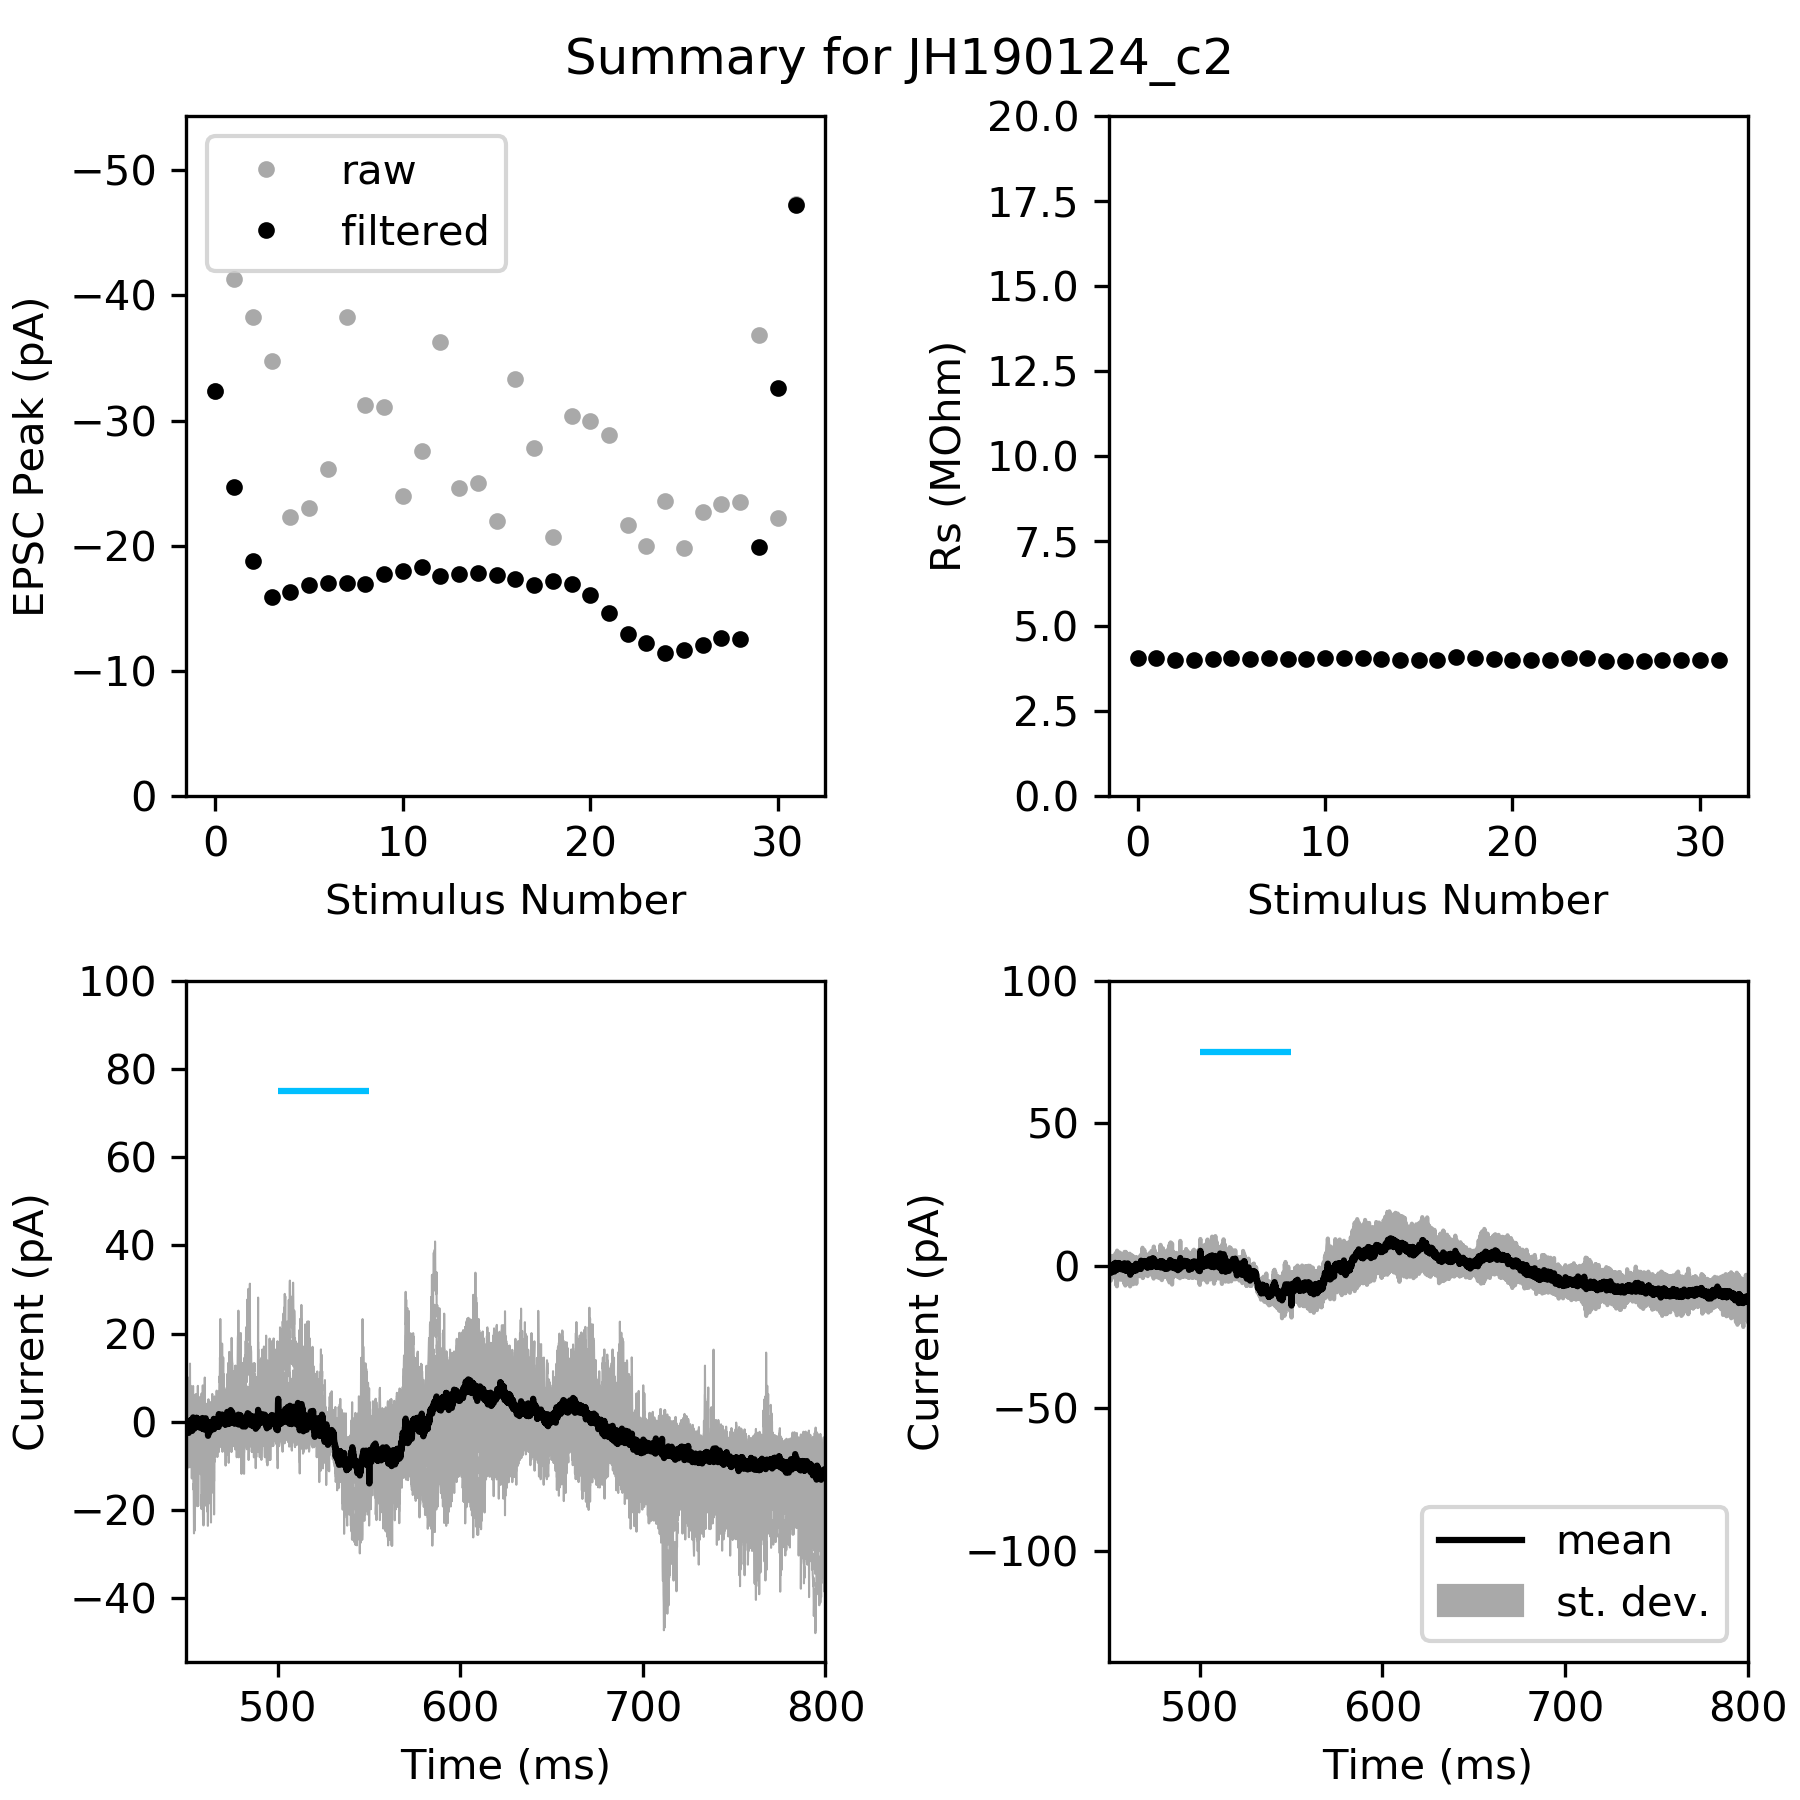 Summary for JH190124_c2
−50
−40
−30
−20
−10
0
EPSC Peak (pA)
raw
filtered
0 10 20 30
Stimulus Number
20.0
17.5
15.0
12.5
10.0
7.5
5.0
2.5
0.0
Rs (MOhm)
0 10 20 30
Stimulus Number
100
80
60
40
20
0
−20
−40
Current (pA)
500 600 700 800
Time (ms)
100
50
0
−50
−100
Current (pA)
mean
st. dev.
500 600 700 800
Time (ms)